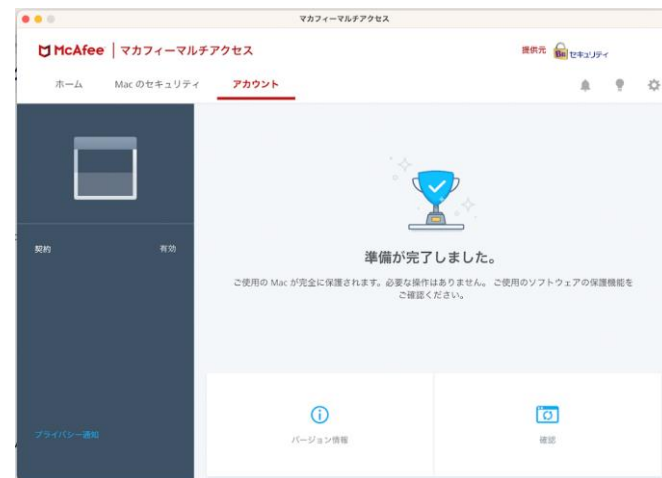 マカフィーマルチアクセス
McAfee | マカフィーマルチアクセス
提供元 セキュリティ
ホーム Mac のセキュリティ アカウント
準備が完了しました。
契約 有効
ご使用の Mac が完全に保護されます。必要な操作はありません。 ご使用のソフトウェアの保護機能を
ご確認ください。
バージョン情報 確認
プライバシー通知